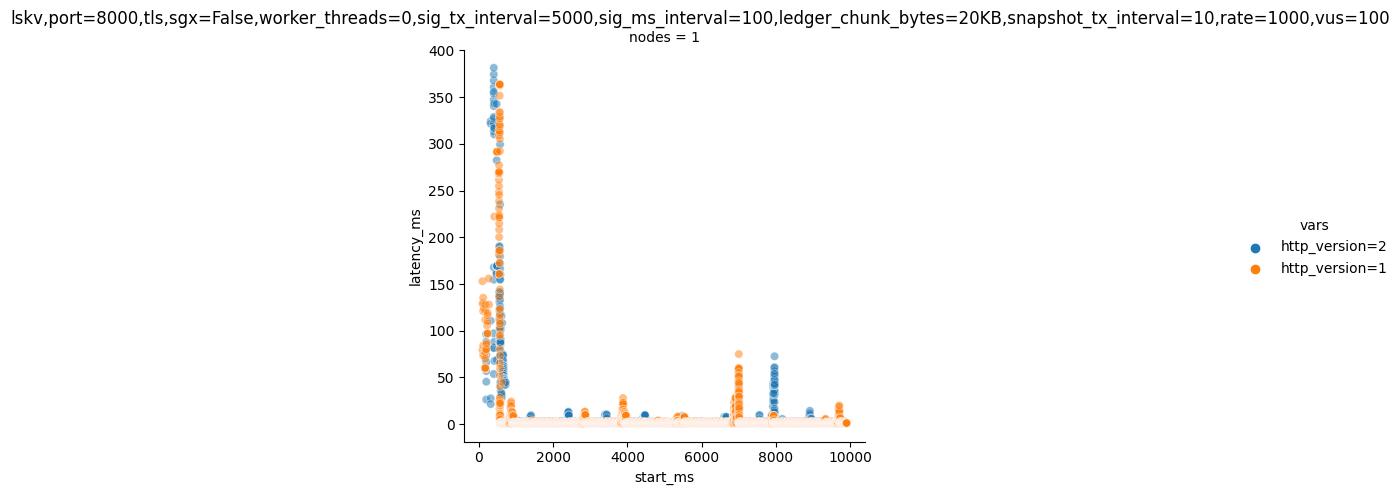 lskv,port=8000,tls,sgx=False,worker_threads=0,sig_tx_interval=5000,sig_ms_interval=100,ledger_chunk_bytes=20KB,snapshot_tx_interval=10,rate=1000,vus=100
nodes = 1
400
350
300
250
200
150
100
50
0
latency_ms
0
2000
4000
6000
8000
10000
start_ms
vars
http_version=2
http_version=1